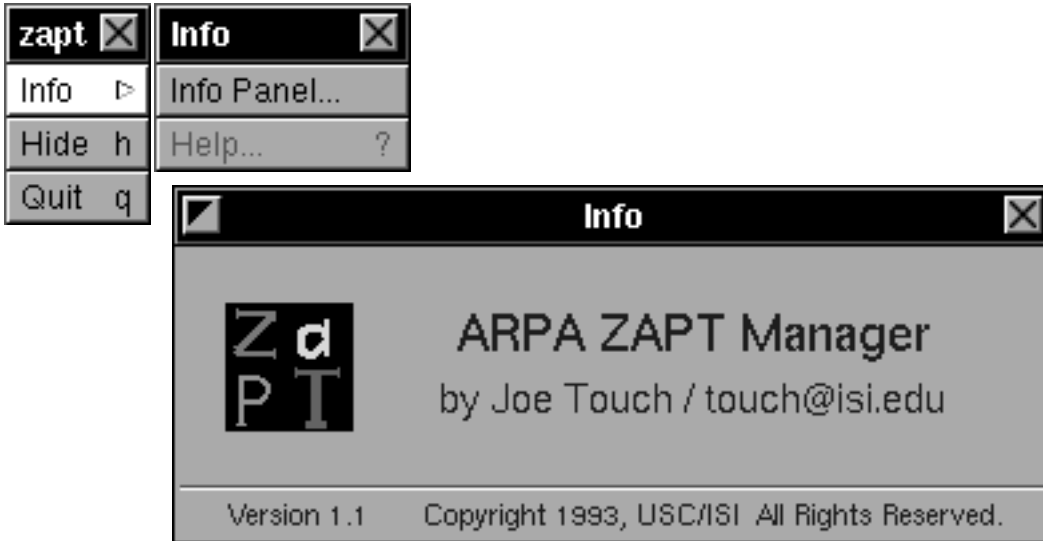 zapt
Info
Hide h
Quit q
Info
Info Panel...
Help... ?
Info
Z a
P T
ARPA ZAPT Manager
by Joe Touch / touch@isi.edu
Version 1.1 Copyright 1993, USC/ISI All Rights Reserved.